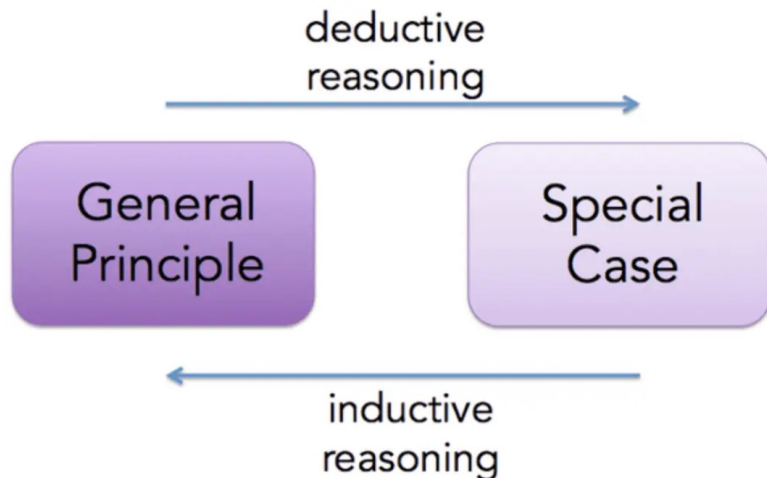 deductive
reasoning
General
Principle
Special
Case
inductive
reasoning